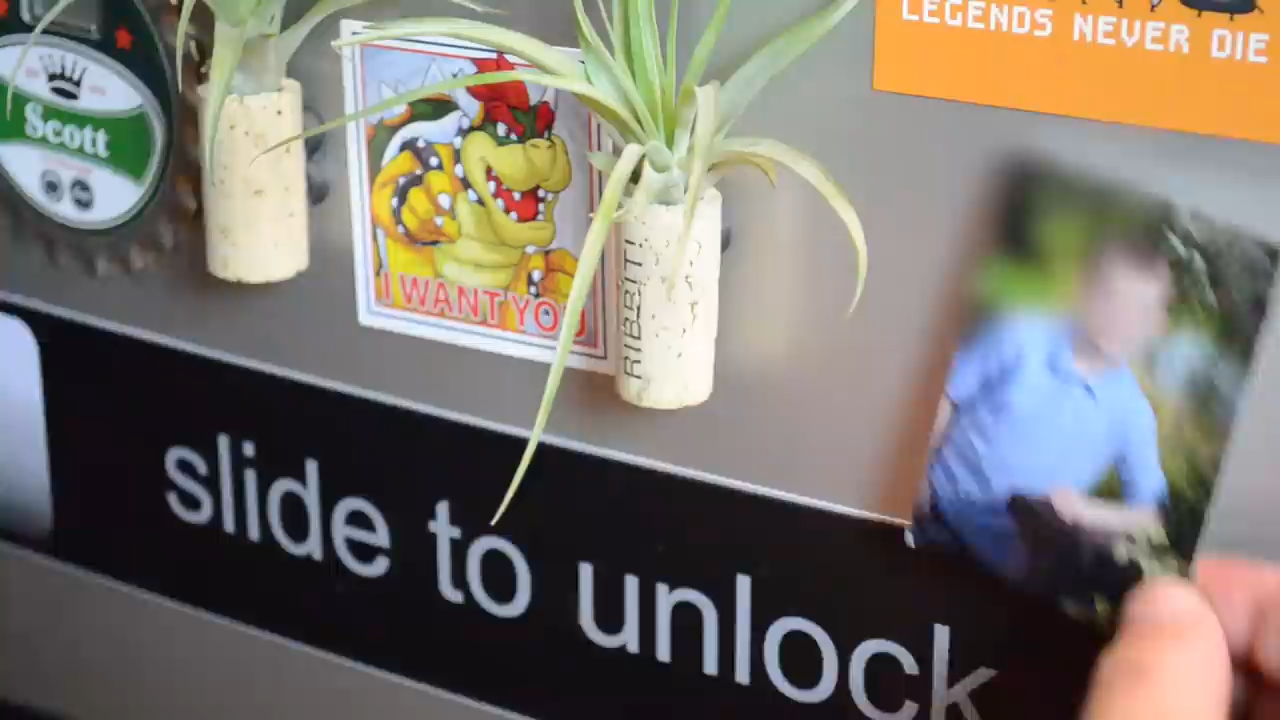 LEGENDS NEVER DIE
Scott
I WANT YOU
RIBBIT!
slide to unlock